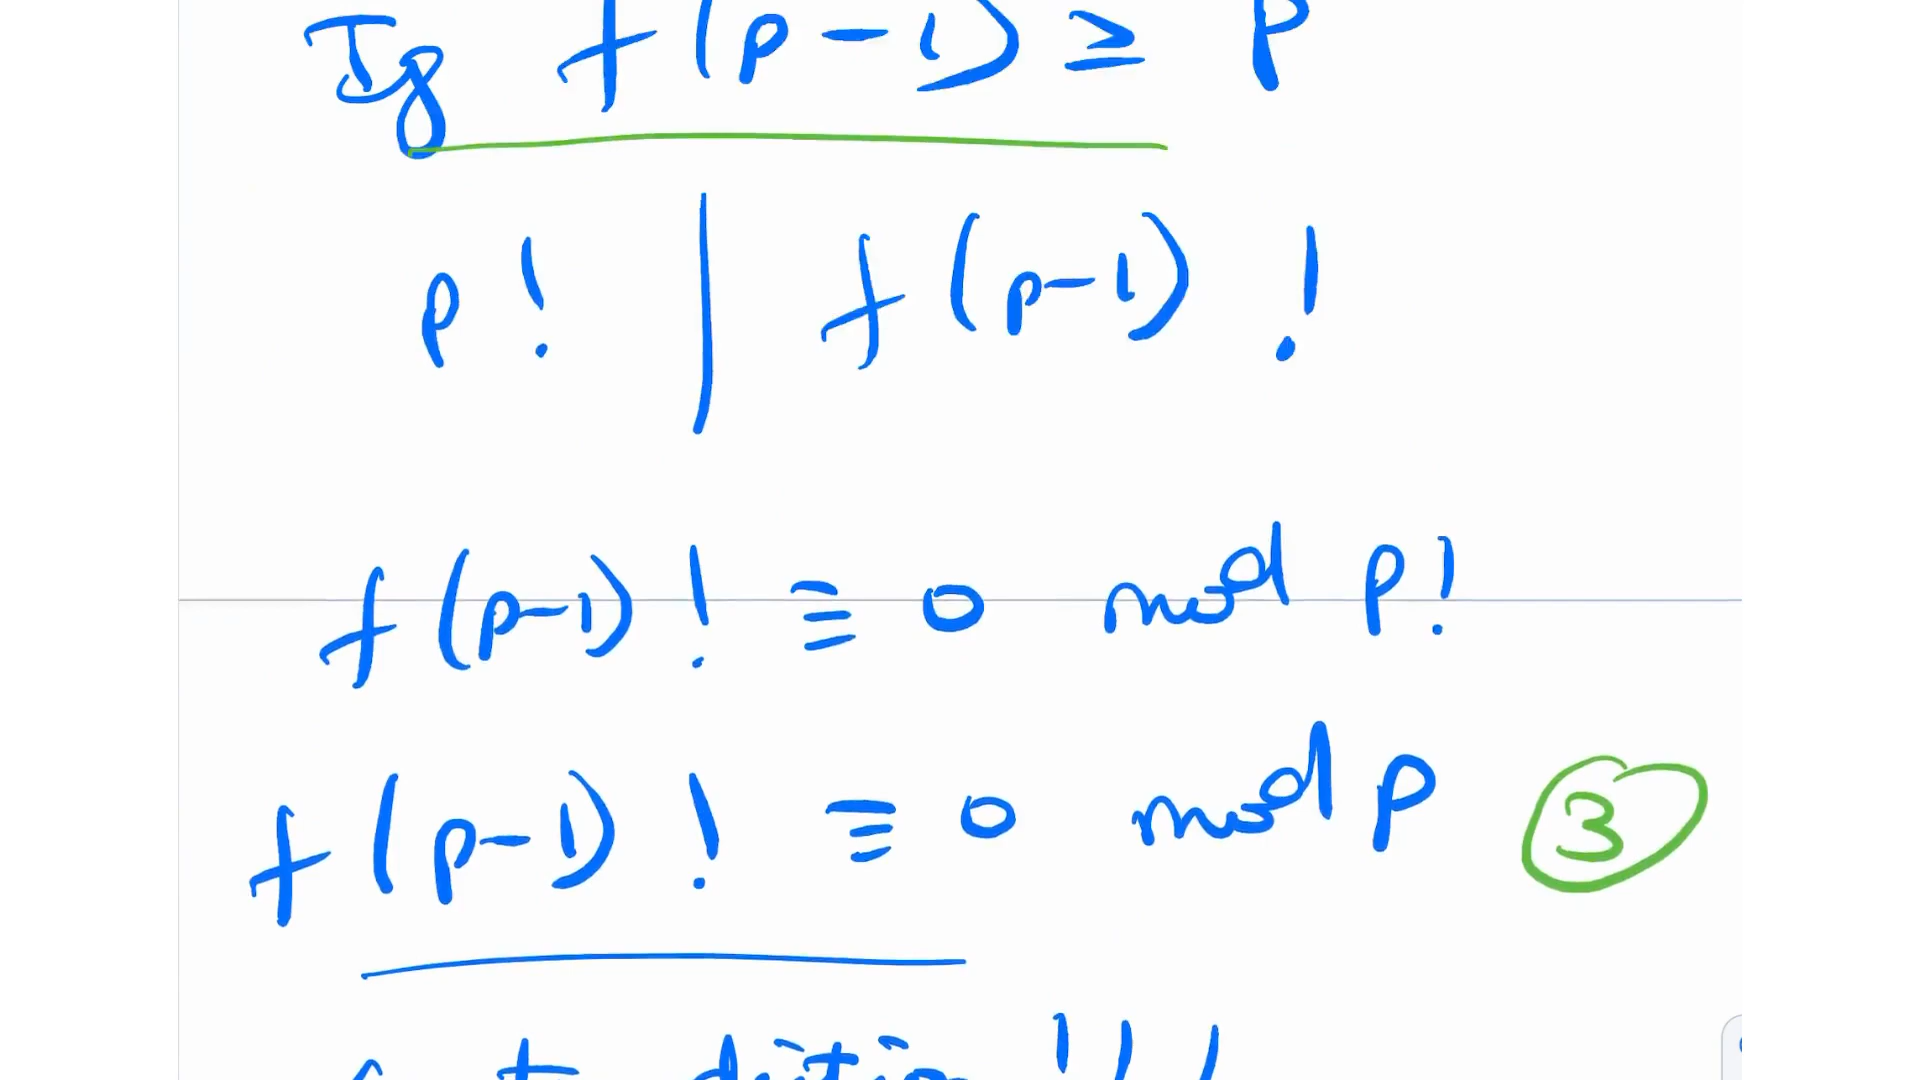 If f(p-1) ≥ p
p! | f(p-1)!
f(p-1)! ≡ 0 mod p!
f(p-1)! ≡ 0 mod p ③